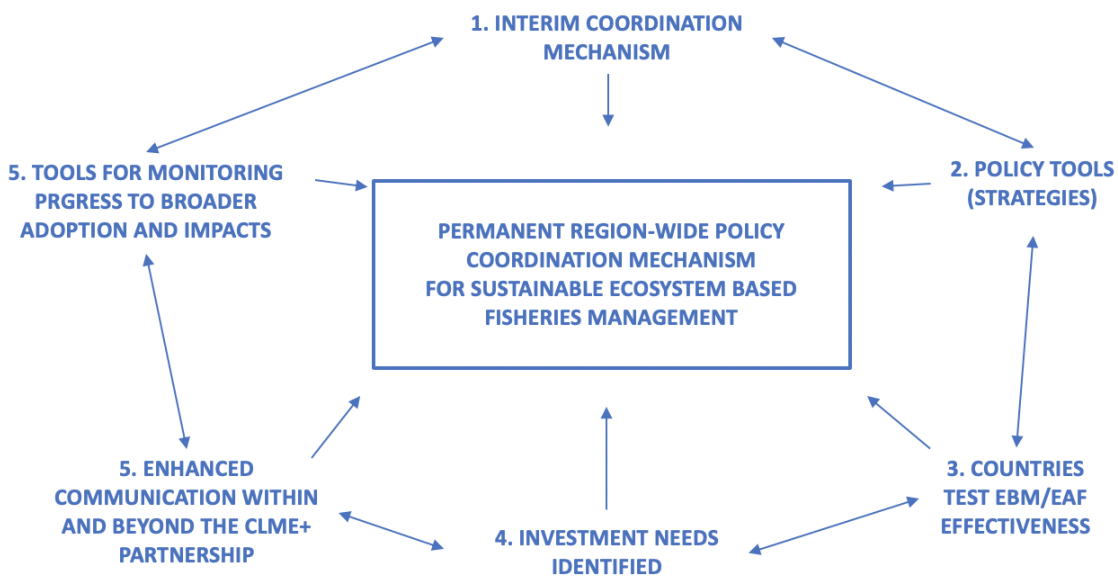 1. INTERIM COORDINATION
MECHANISM
5. TOOLS FOR MONITORING
PRGRESS TO BROADER
ADOPTION AND IMPACTS
2. POLICY TOOLS
(STRATEGIES)
PERMANENT REGION-WIDE POLICY
COORDINATION MECHANISM
FOR SUSTAINABLE ECOSYSTEM BASED
FISHERIES MANAGEMENT
5. ENHANCED
COMMUNICATION WITHIN
AND BEYOND THE CLME+
PARTNERSHIP
4. INVESTMENT NEEDS
IDENTIFIED
3. COUNTRIES
TEST EBM/EAF
EFFECTIVENESS